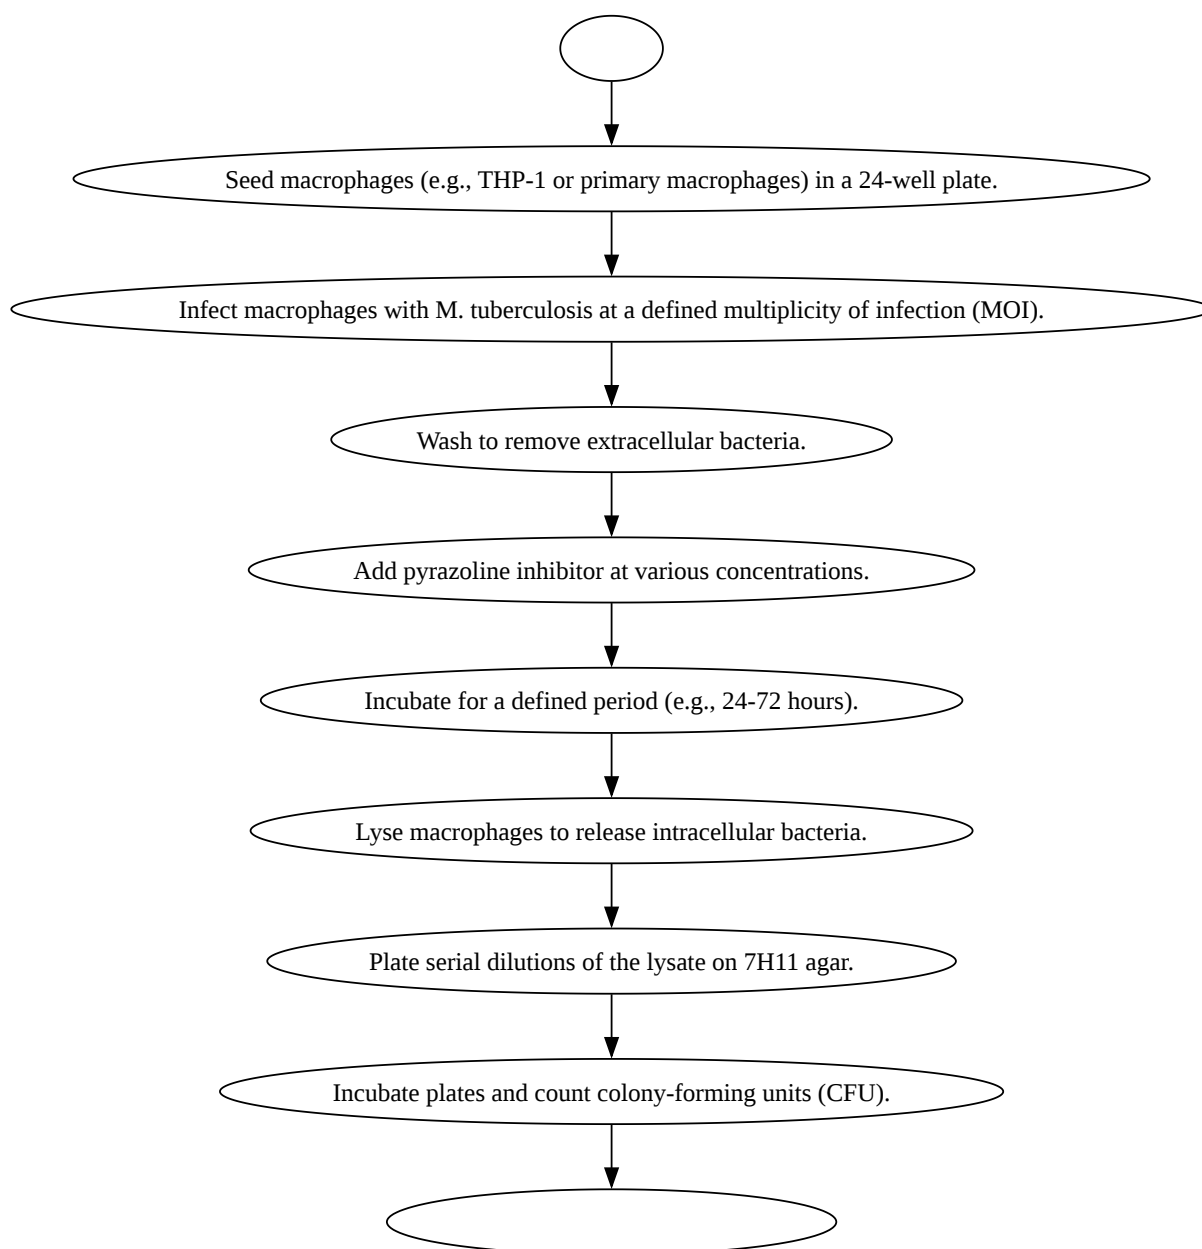 Seed macrophages (e.g., THP-1 or primary macrophages) in a 24-well plate.
Infect macrophages with M. tuberculosis at a defined multiplicity of infection (MOI).
Wash to remove extracellular bacteria.
Add pyrazoline inhibitor at various concentrations.
Incubate for a defined period (e.g., 24-72 hours).
Lyse macrophages to release intracellular bacteria.
Plate serial dilutions of the lysate on 7H11 agar.
Incubate plates and count colony-forming units (CFU).